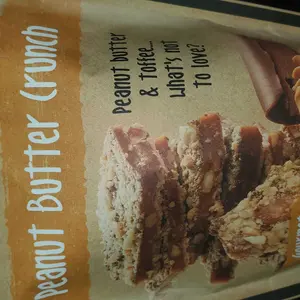 Peanut Butter Crunch
Peanut butter
& toffee...
What's not
to love?